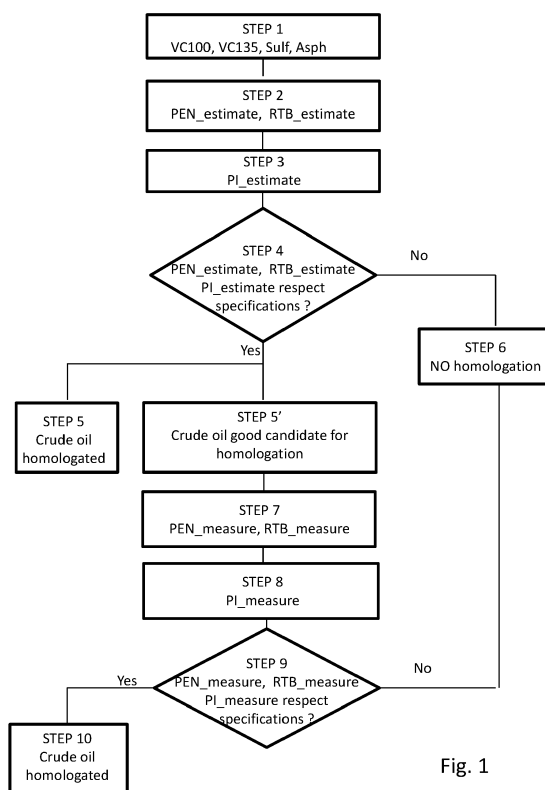 STEP 1
VC100, VC135, Sulf, Asph
STEP 2
PEN_estimate, RTB_estimate
STEP 3
PI_estimate
STEP 4
PEN_estimate, RTB_estimate
PI_estimate respect
specifications ?
No
Yes
STEP 6
NO homologation
STEP 5
Crude oil
homologated
STEP 5’
Crude oil good candidate for
homologation
STEP 7
PEN_measure, RTB_measure
STEP 8
PI_measure
STEP 9
PEN_measure, RTB_measure
PI_measure respect
specifications ?
Yes
No
STEP 10
Crude oil
homologated
Fig. 1